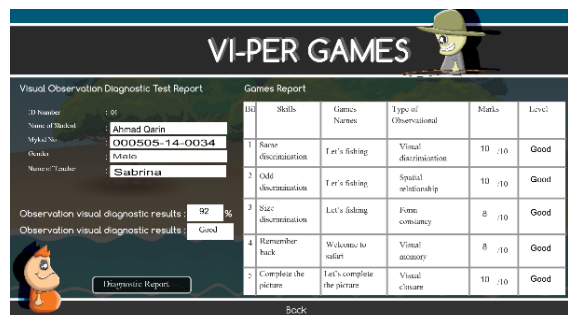 VI-PER GAMES
Visual Observation Diagnostic Test Report
ID Number : 01
Name of Student : Ahmad Qarin
Mykid No : 000505-14-0034
Gender : Male
Name of Teacher : Sabrina
Observation visual diagnostic results : 92 %
Observation visual diagnostic results : Good
Diagnostic Report
Games Report
Bil Skills Games Names Type of Observational Marks Level
1 Same discrimination Let's fishing Visual discrimination 10 /10 Good
2 Odd discrimination Let's fishing Spatial relationship 10 /10 Good
3 Size discrimination Let's fishing Form constancy 8 /10 Good
4 Remember back Welcome to safari Visual memory 8 /10 Good
5 Complete the picture Let's complete the picture Visual closure 10 /10 Good
Back